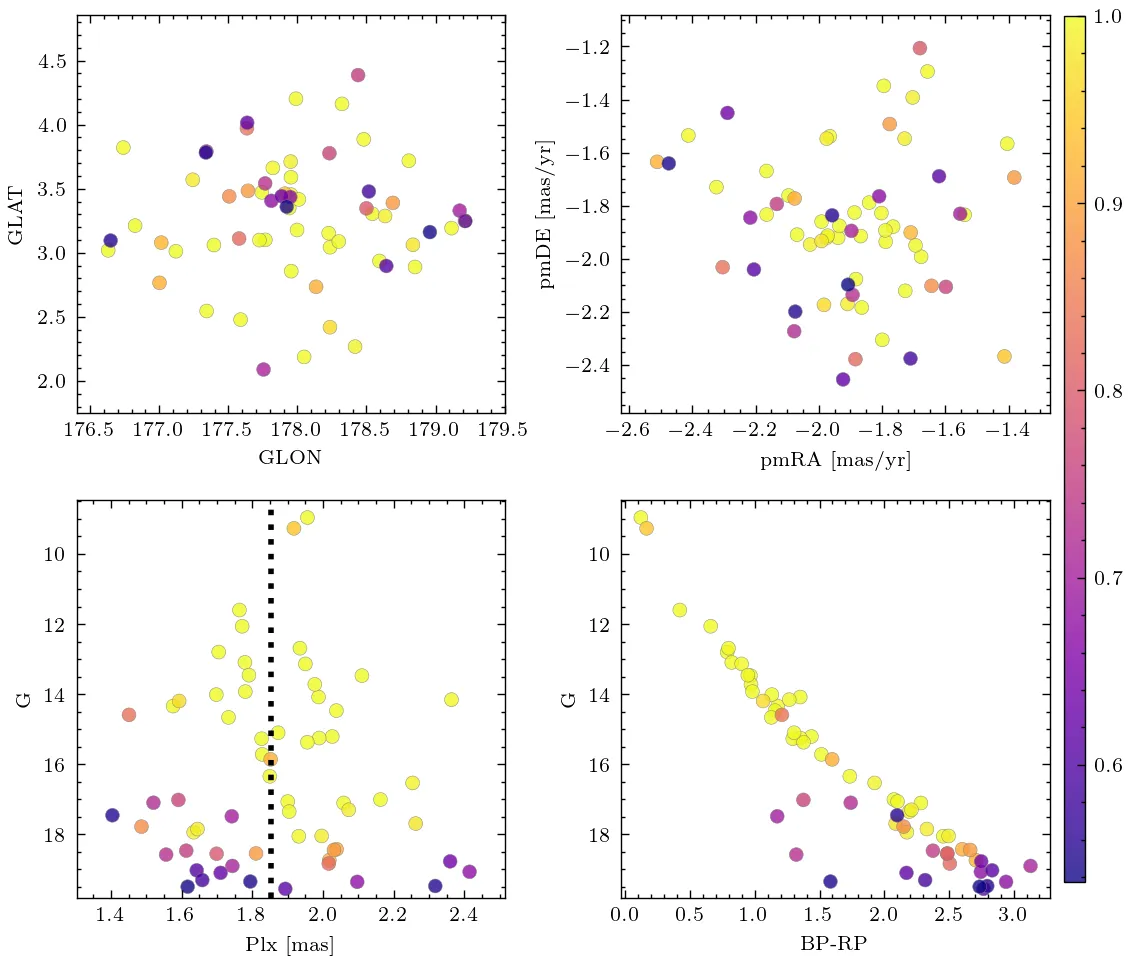 4.5
4.0
3.5
3.0
2.5
2.0
GLAT
176.5 177.0 177.5 178.0 178.5 179.0 179.5
GLON
−1.2
−1.4
−1.6
−1.8
−2.0
−2.2
−2.4
pmDE [mas/yr]
−2.6 −2.4 −2.2 −2.0 −1.8 −1.6 −1.4
pmRA [mas/yr]
1.0
0.9
0.8
0.7
0.6
10
12
14
16
18
G
1.4 1.6 1.8 2.0 2.2 2.4
Plx [mas]
10
12
14
16
18
G
0.0 0.5 1.0 1.5 2.0 2.5 3.0
BP-RP